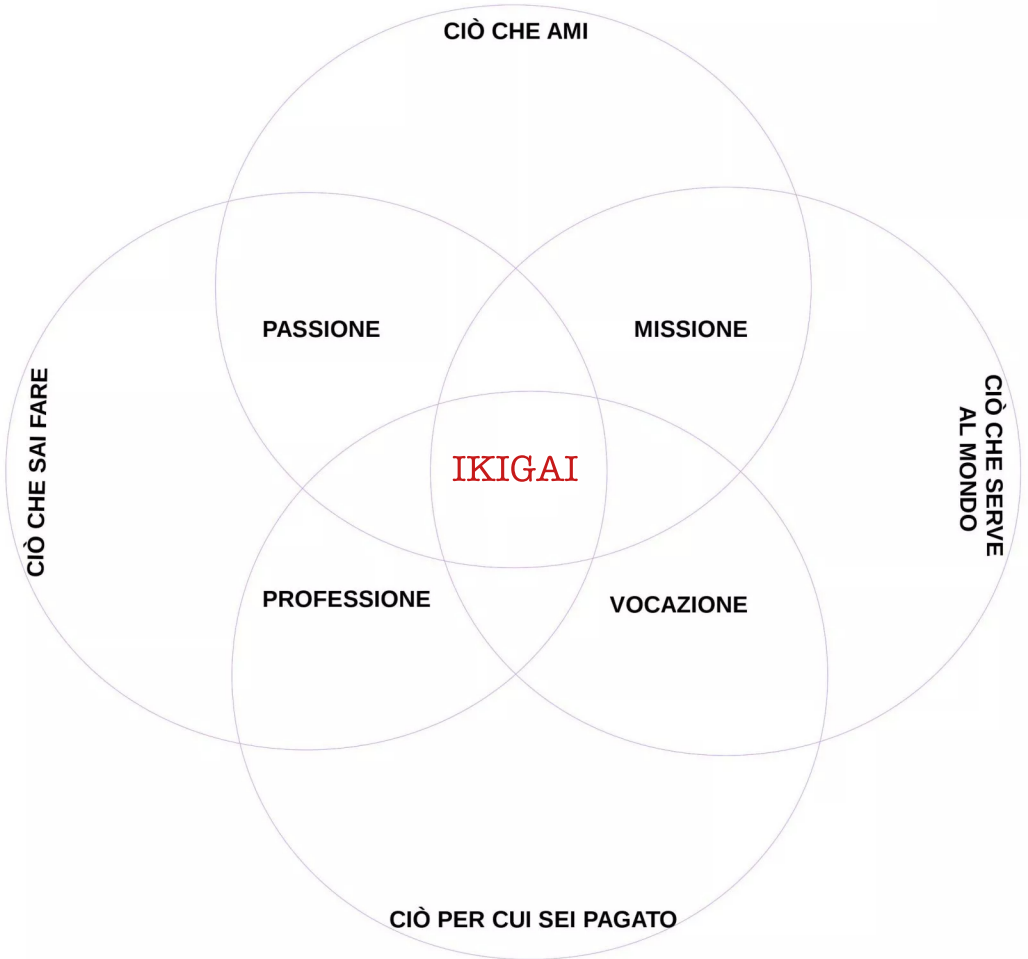 CIÒ CHE AMI
PASSIONE
MISSIONE
CIÒ CHE SAI FARE
CIÒ CHE SERVE
AL MONDO
IKIGAI
PROFESSIONE
VOCAZIONE
CIÒ PER CUI SEI PAGATO